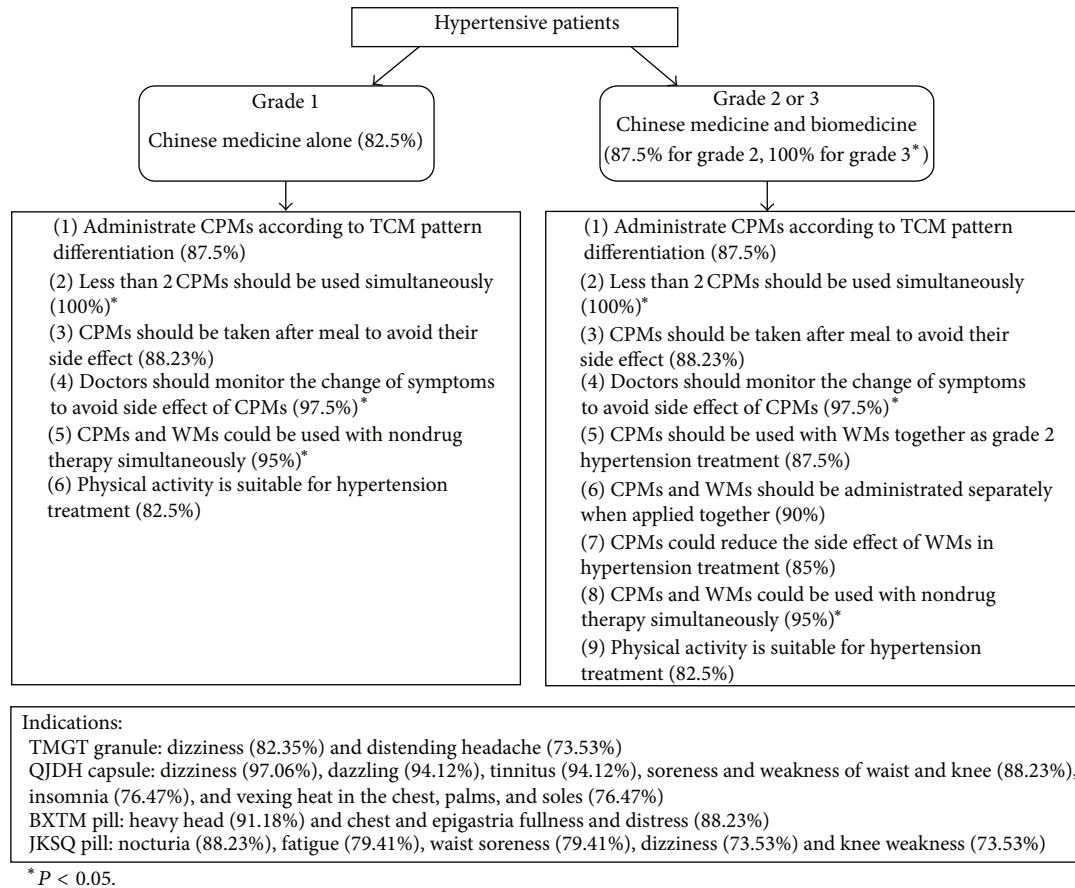 Hypertensive patients
Grade 1
Chinese medicine alone (82.5%)
Grade 2 or 3
Chinese medicine and biomedicine
(87.5% for grade 2, 100% for grade 3*)
(1) Administrate CPMs according to TCM pattern
differentiation (87.5%)
(2) Less than 2 CPMs should be used simultaneously
(100%)*
(3) CPMs should be taken after meal to avoid their
side effect (88.23%)
(4) Doctors should monitor the change of symptoms
to avoid side effect of CPMs (97.5%)*
(5) CPMs and WMs could be used with nondrug
therapy simultaneously (95%)*
(6) Physical activity is suitable for hypertension
treatment (82.5%)
(1) Administrate CPMs according to TCM pattern
differentiation (87.5%)
(2) Less than 2 CPMs should be used simultaneously
(100%)*
(3) CPMs should be taken after meal to avoid their
side effect (88.23%)
(4) Doctors should monitor the change of symptoms
to avoid side effect of CPMs (97.5%)*
(5) CPMs should be used with WMs together as grade 2
hypertension treatment (87.5%)
(6) CPMs and WMs should be administrated separately
when applied together (90%)
(7) CPMs could reduce the side effect of WMs in
hypertension treatment (85%)
(8) CPMs and WMs could be used with nondrug
therapy simultaneously (95%)*
(9) Physical activity is suitable for hypertension
treatment (82.5%)
Indications:
TMGT granule: dizziness (82.35%) and distending headache (73.53%)
QJDH capsule: dizziness (97.06%), dazzling (94.12%), tinnitus (94.12%), soreness and weakness of waist and knee (88.23%),
insomnia (76.47%), and vexing heat in the chest, palms, and soles (76.47%)
BXTM pill: heavy head (91.18%) and chest and epigastria fullness and distress (88.23%)
JKSQ pill: nocturia (88.23%), fatigue (79.41%), waist soreness (79.41%), dizziness (73.53%) and knee weakness (73.53%)
*P < 0.05.